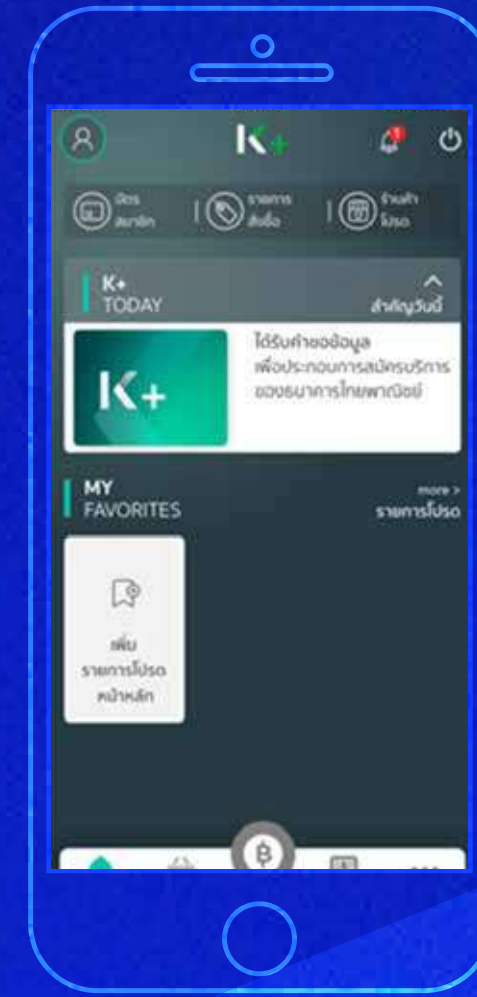 K+
1
บัตร
สมาชิก
รายการ
สั่งซื้อ
ร้านค้า
โปรด
K+
TODAY
สำคัญวันนี้
K+
ได้รับคำขอข้อมูล
เพื่อประกอบการสมัครบริการ
ของธนาคารไทยพาณิชย์
MY
FAVORITES
more >
รายการโปรด
เพิ่ม
รายการโปรด
หน้าหลัก
฿